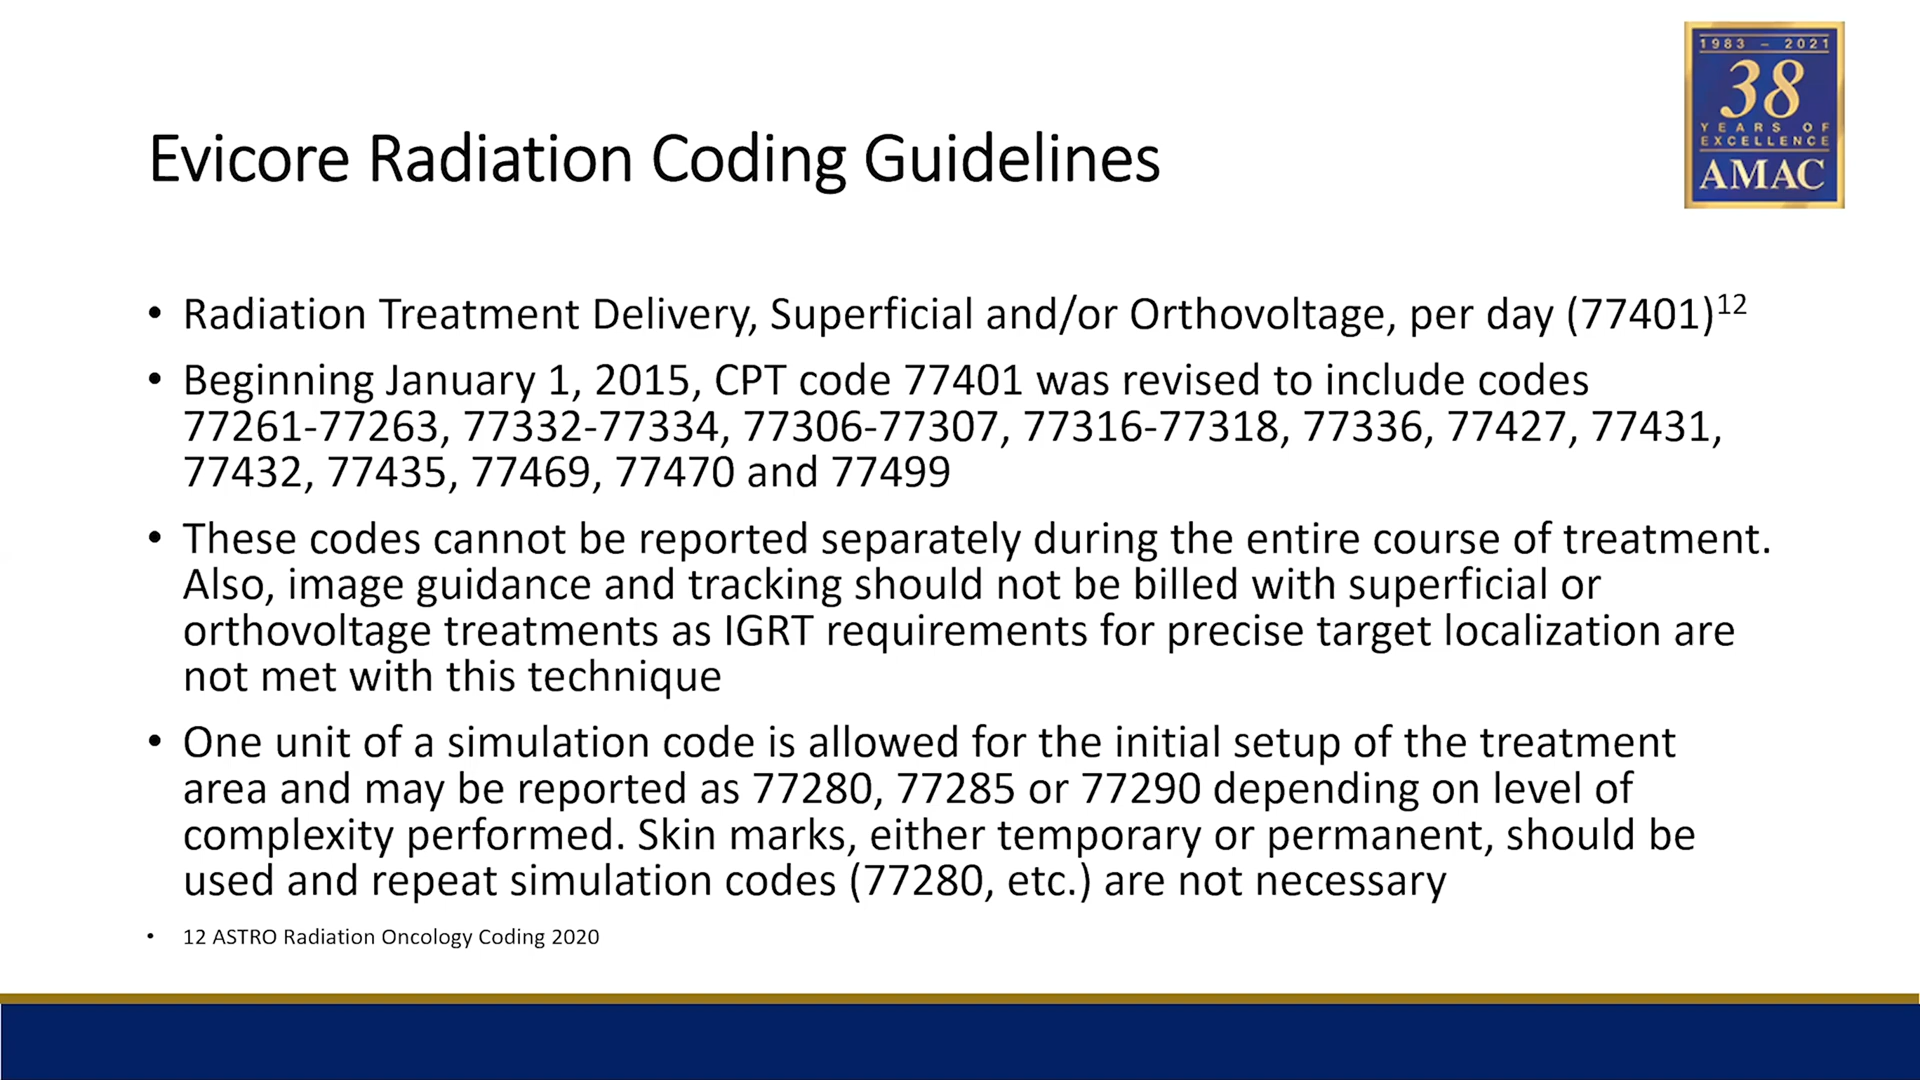 1983 – 2021
38
YEARS OF
EXCELLENCE
AMAC
Evicore Radiation Coding Guidelines
• Radiation Treatment Delivery, Superficial and/or Orthovoltage, per day (77401)12
• Beginning January 1, 2015, CPT code 77401 was revised to include codes
77261-77263, 77332-77334, 77306-77307, 77316-77318, 77336, 77427, 77431,
77432, 77435, 77469, 77470 and 77499
• These codes cannot be reported separately during the entire course of treatment.
Also, image guidance and tracking should not be billed with superficial or
orthovoltage treatments as IGRT requirements for precise target localization are
not met with this technique
• One unit of a simulation code is allowed for the initial setup of the treatment
area and may be reported as 77280, 77285 or 77290 depending on level of
complexity performed. Skin marks, either temporary or permanent, should be
used and repeat simulation codes (77280, etc.) are not necessary
• 12 ASTRO Radiation Oncology Coding 2020